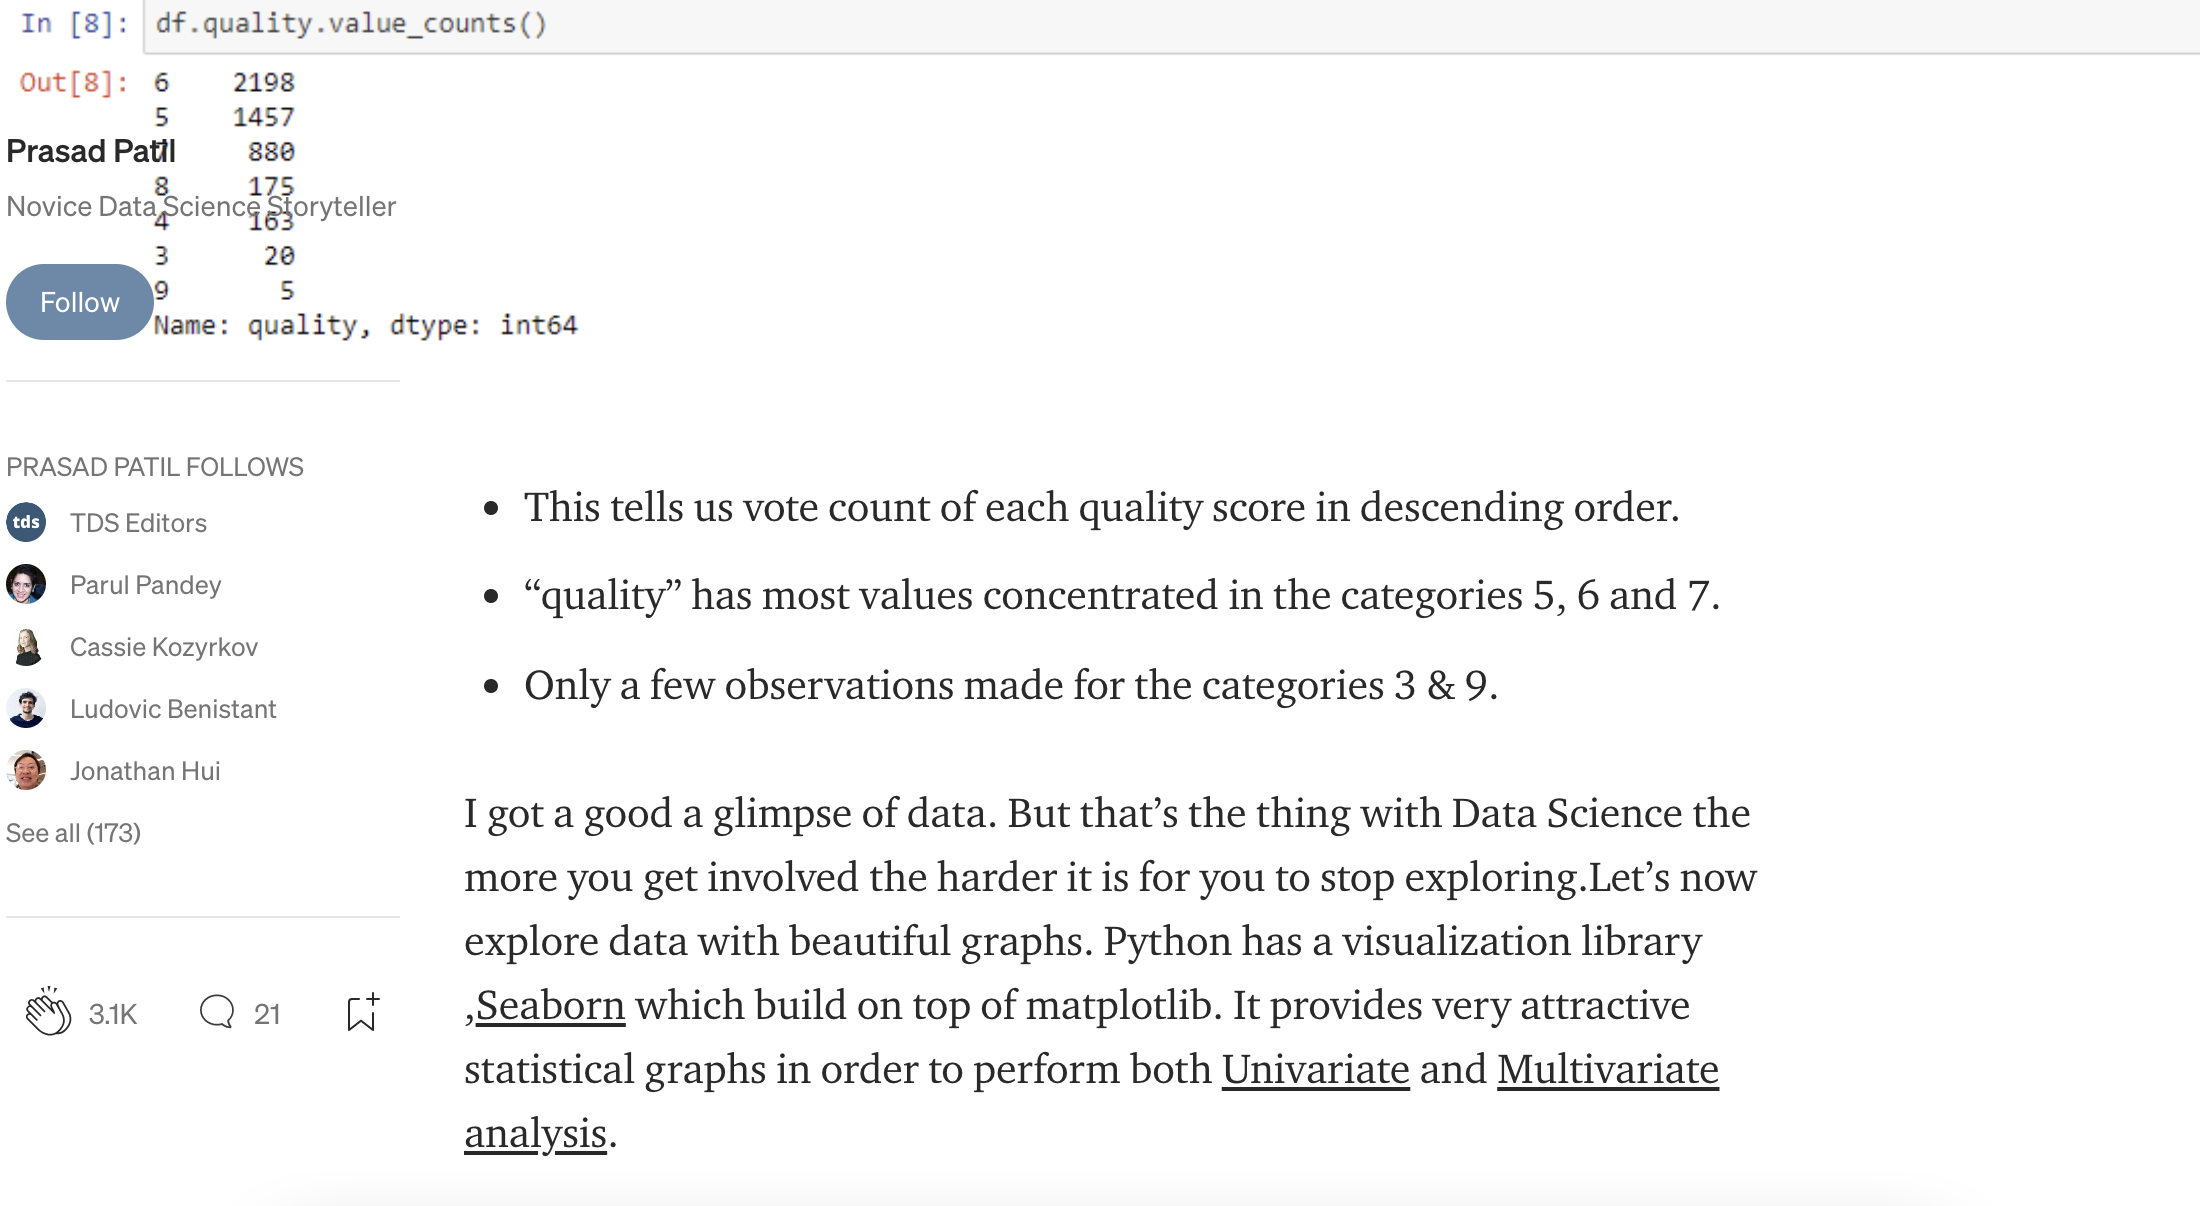 In [8]: df.quality.value_counts()
Out[8]: 6 2198
5 1457
7 880
8 175
4 163
3 20
9 5
Name: quality, dtype: int64
Prasad Patil
Novice Data Science Storyteller
Follow
PRASAD PATIL FOLLOWS
tds TDS Editors
Parul Pandey
Cassie Kozyrkov
Ludovic Benistant
Jonathan Hui
See all (173)
3.1K 21
• This tells us vote count of each quality score in descending order.
• “quality” has most values concentrated in the categories 5, 6 and 7.
• Only a few observations made for the categories 3 & 9.
I got a good a glimpse of data. But that’s the thing with Data Science the
more you get involved the harder it is for you to stop exploring.Let’s now
explore data with beautiful graphs. Python has a visualization library
,Seaborn which build on top of matplotlib. It provides very attractive
statistical graphs in order to perform both Univariate and Multivariate
analysis.